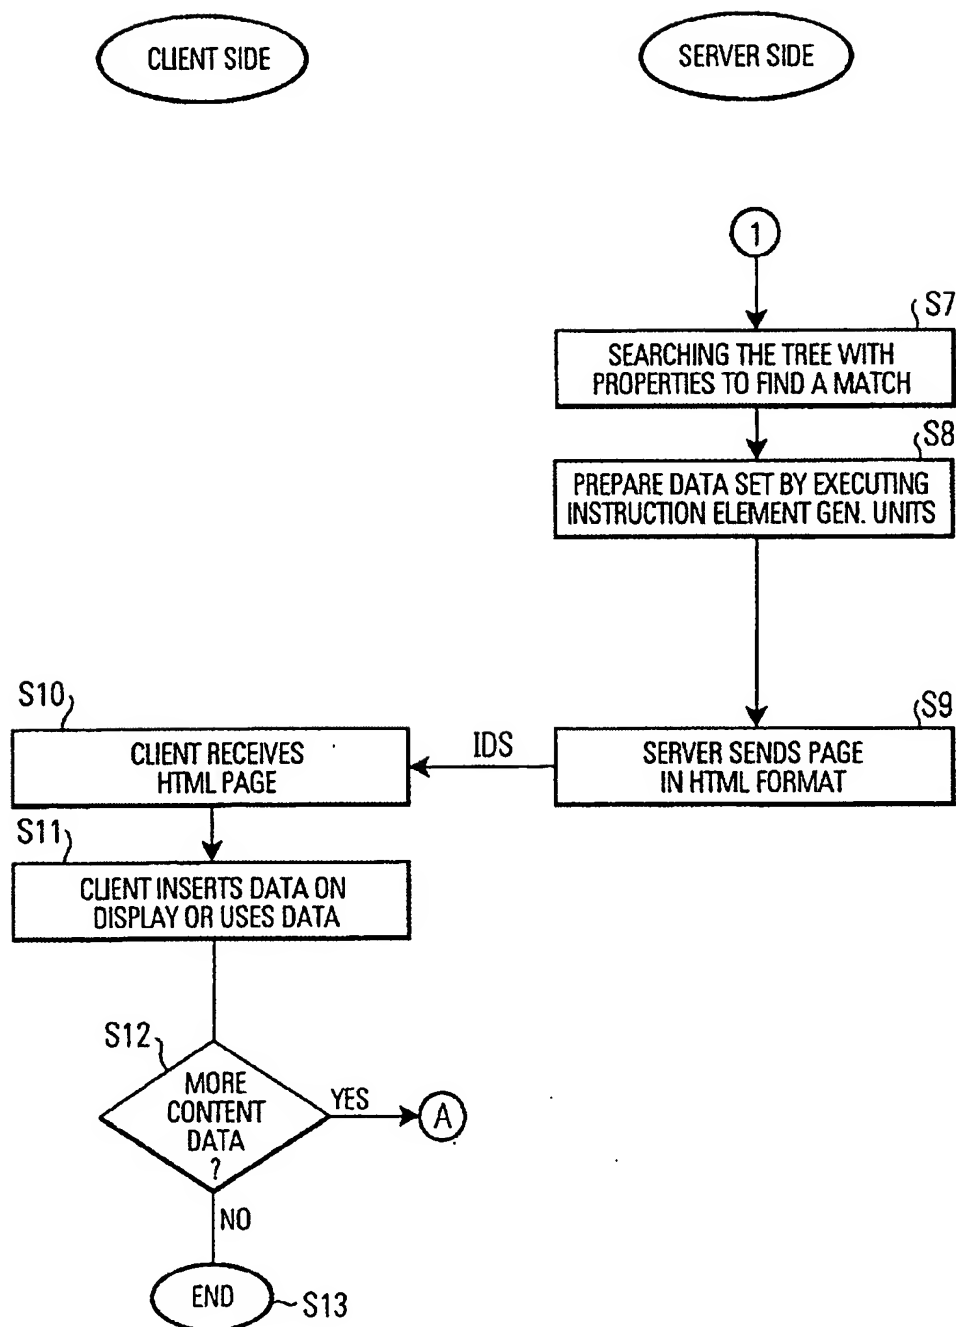 CLIENT SIDE
SERVER SIDE
1
S7
SEARCHING THE TREE WITH
PROPERTIES TO FIND A MATCH
S8
PREPARE DATA SET BY EXECUTING
INSTRUCTION ELEMENT GEN. UNITS
S9
SERVER SENDS PAGE
IN HTML FORMAT
IDS
S10
CLIENT RECEIVES
HTML PAGE
S11
CLIENT INSERTS DATA ON
DISPLAY OR USES DATA
S12
MORE
CONTENT
DATA
?
YES
A
NO
END
S13